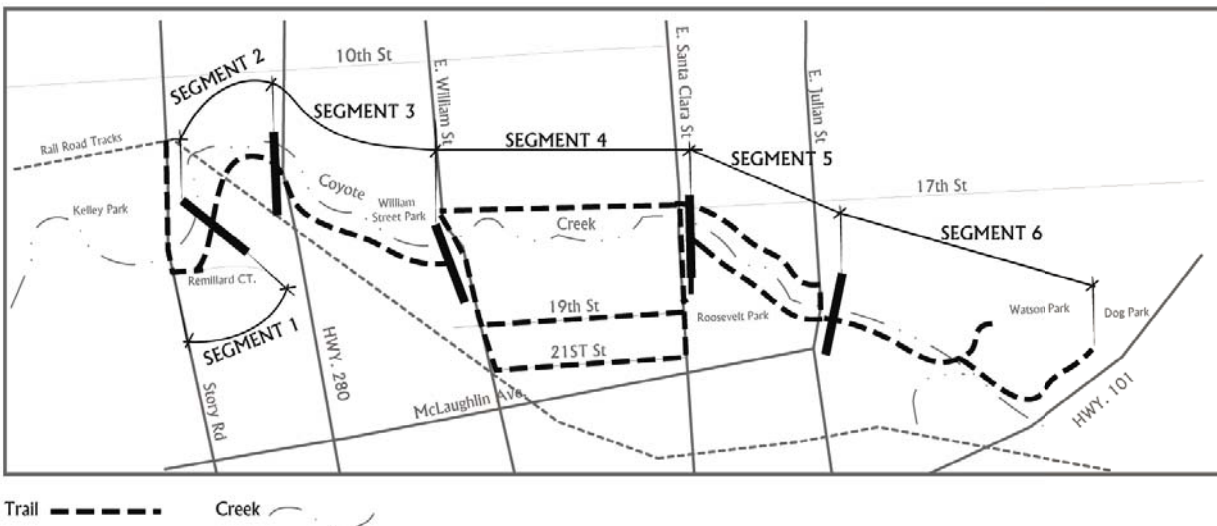 SEGMENT 2
10th St
E. William St
E. Santa Clara St
E. Julian St
SEGMENT 3
Rail Road Tracks
SEGMENT 4
SEGMENT 5
17th St
Coyote
William
Street Park
Kelley Park
Creek
SEGMENT 6
Remillard CT.
19th St
Roosevelt Park
Watson Park
Dog Park
SEGMENT 1
HWY. 280
21ST St
Story Rd
McLaughlin Ave.
HWY. 101
Trail
Creek